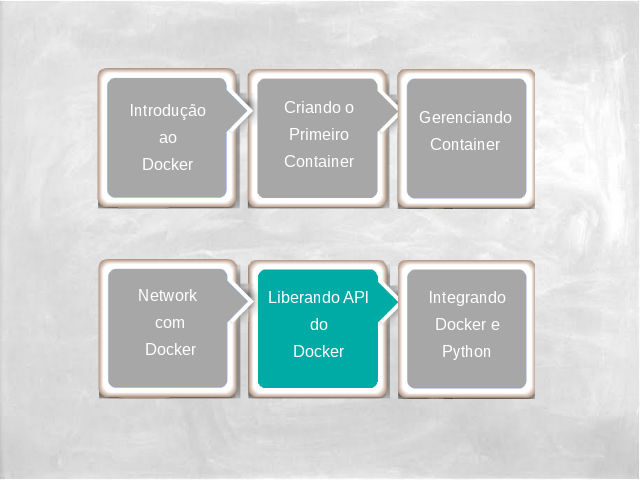 Introdução
ao
Docker
Criando o
Primeiro
Container
Gerenciando
Container
Network
com
Docker
Liberando API
do
Docker
Integrando
Docker e
Python